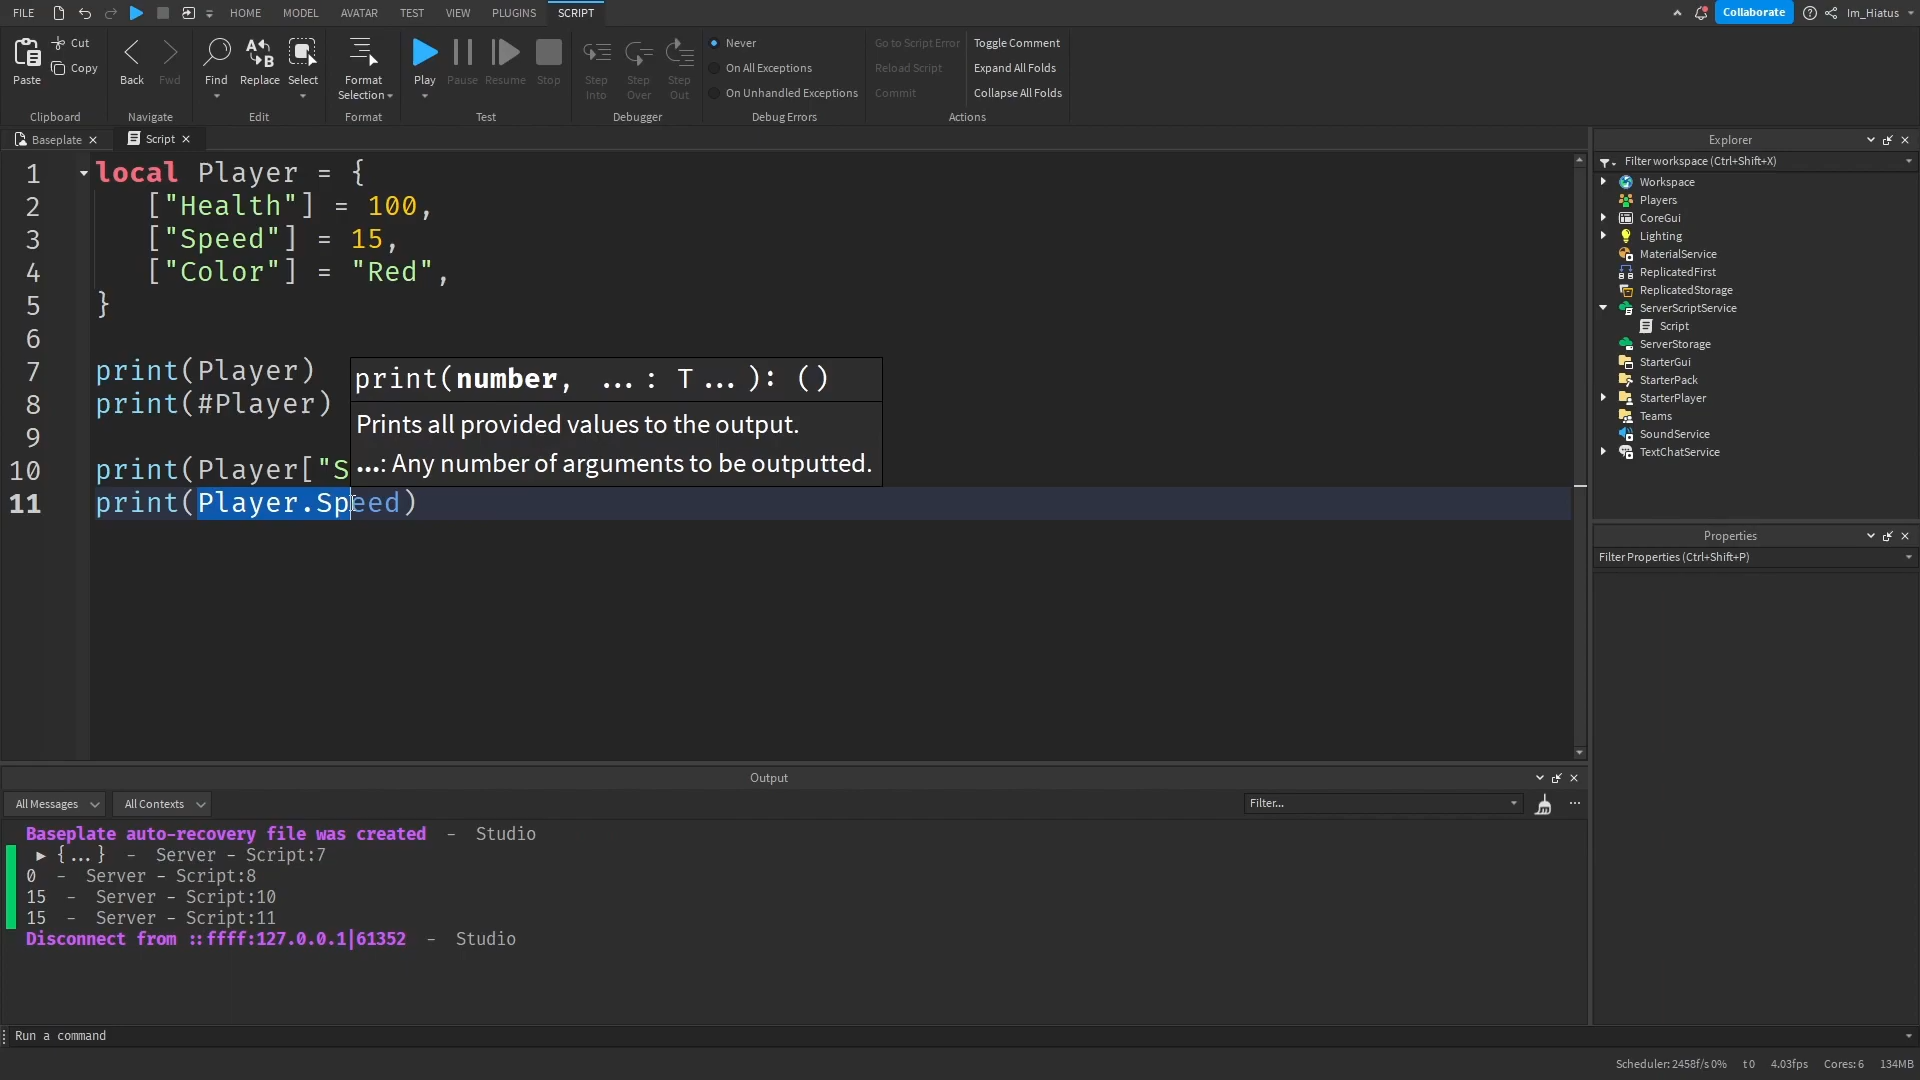 FILE HOME MODEL AVATAR TEST VIEW PLUGINS SCRIPT Collaborate Im_Hiatus
Paste Cut Copy Back Fwd Find Replace Select Format Selection Play Pause Resume Stop Step Into Step Over Step Out
Never Go to Script Error Toggle Comment
On All Exceptions Reload Script Expand All Folds
On Unhandled Exceptions Commit Collapse All Folds
Clipboard Navigate Edit Format Test Debugger Debug Errors Actions
Baseplate Script
1 local Player = {
2 ["Health"] = 100,
3 ["Speed"] = 15,
4 ["Color"] = "Red",
5 }
6
7 print(Player)
8 print(#Player)
9
10 print(Player["S
11 print(Player.Speed)
print(number, ...: T...): ()
Prints all provided values to the output.
...: Any number of arguments to be outputted.
Explorer
Filter workspace (Ctrl+Shift+X)
Workspace
Players
CoreGui
Lighting
MaterialService
ReplicatedFirst
ReplicatedStorage
ServerScriptService
Script
ServerStorage
StarterGui
StarterPack
StarterPlayer
Teams
SoundService
TextChatService
Properties
Filter Properties (Ctrl+Shift+P)
Output
All Messages All Contexts Filter...
Baseplate auto-recovery file was created - Studio
▶ {...} - Server - Script:7
0 - Server - Script:8
15 - Server - Script:10
15 - Server - Script:11
Disconnect from ::ffff:127.0.0.1|61352 - Studio
Run a command
Scheduler: 2458f/s 0% t 0 4.03fps Cores: 6 134MB